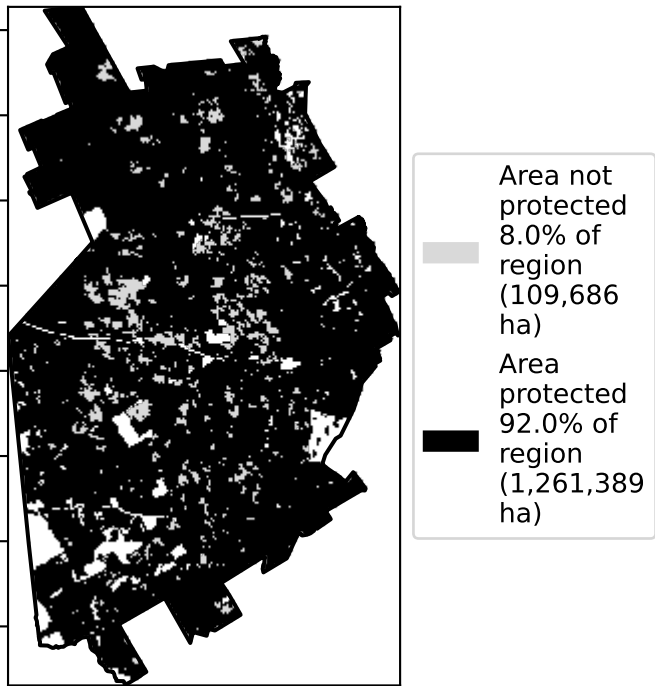 Area not
protected
8.0% of
region
(109,686
ha)
Area
protected
92.0% of
region
(1,261,389
ha)